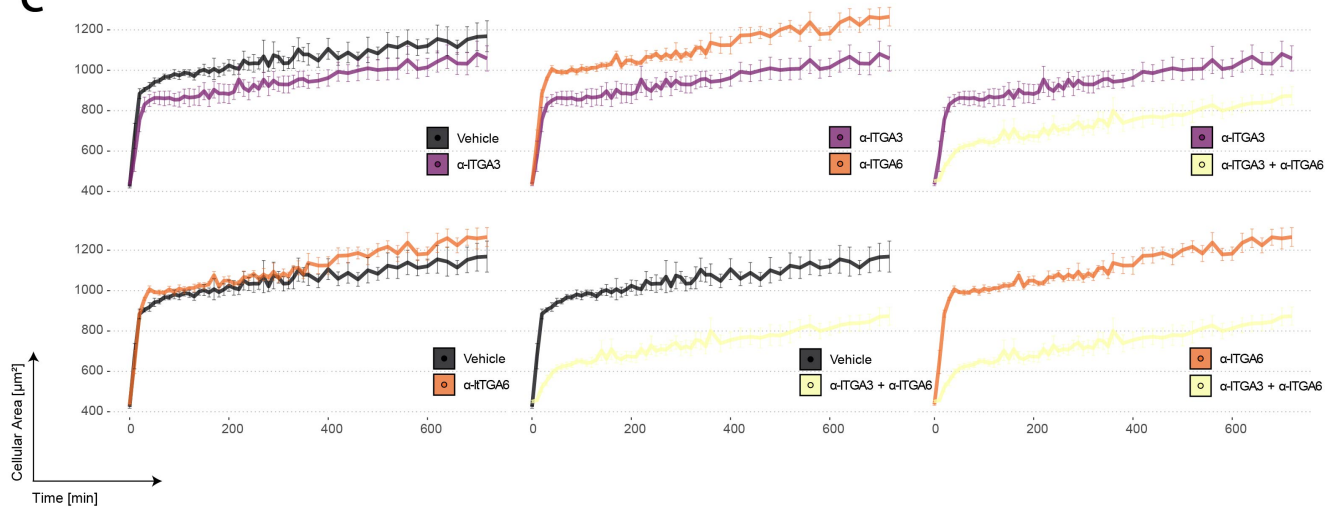 C
1200
1000
800
600
400
Vehicle
α-ITGA3
α-ITGA3
α-ITGA6
α-ITGA3
α-ITGA3 + α-ITGA6
1200
1000
800
600
400
Vehicle
α-ItTGA6
Vehicle
α-ITGA3 + α-ITGA6
α-ITGA6
α-ITGA3 + α-ITGA6
0 200 400 600
0 200 400 600
0 200 400 600
Cellular Area [µm²]
Time [min]